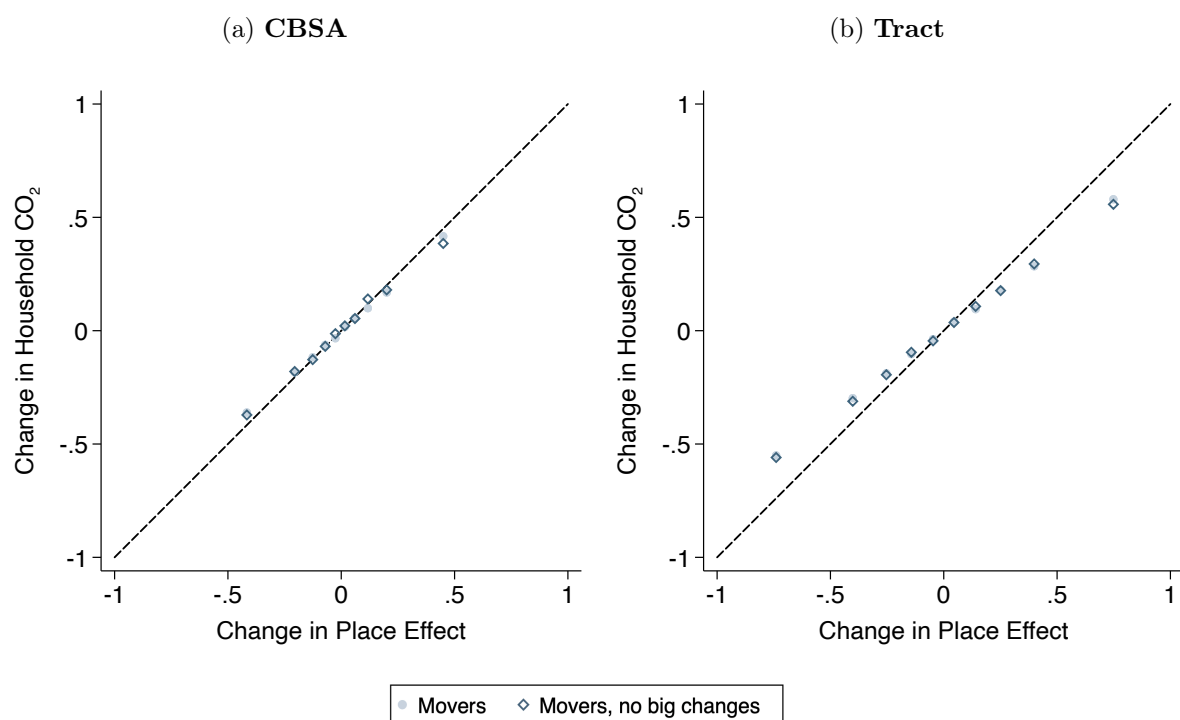 (a) CBSA
(b) Tract
1
.5
0
-.5
-1
Change in Household CO₂
-1
-.5
0
.5
1
Change in Place Effect
1
.5
0
-.5
-1
Change in Household CO₂
-1
-.5
0
.5
1
Change in Place Effect
Movers
Movers, no big changes